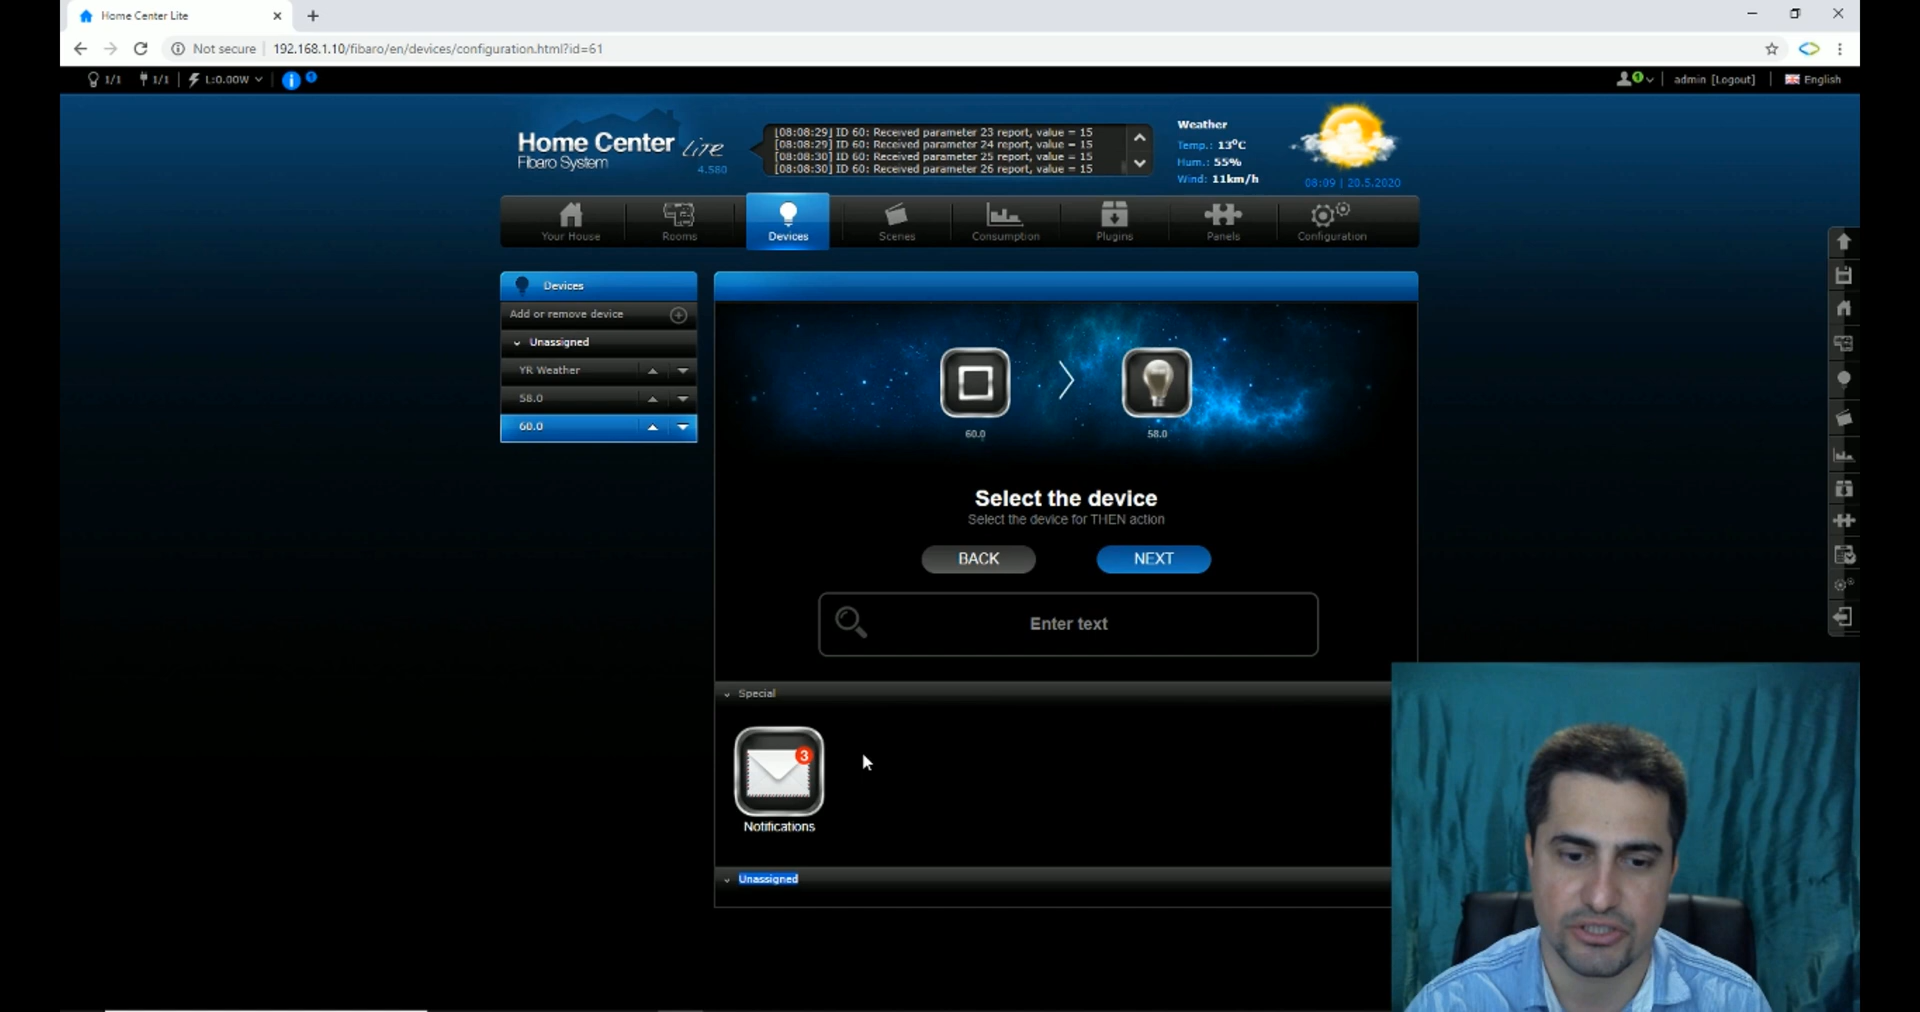 Home Center Lite
Not secure
192.168.1.10/fibaro/en/devices/configuration.html?id=61
1/1
1/1
L:0.00W
admin [Logout]
English
Home Center Lite
Fibaro System
4.580
[08:08:29] ID 60: Received parameter 23 report, value = 15
[08:08:29] ID 60: Received parameter 24 report, value = 15
[08:08:30] ID 60: Received parameter 25 report, value = 15
[08:08:30] ID 60: Received parameter 26 report, value = 15
Weather
Temp.: 13°C
Hum.: 55%
Wind: 11km/h
08:09 | 20.5.2020
Your House
Rooms
Devices
Scenes
Consumption
Plugins
Panels
Configuration
Devices
Add or remove device
Unassigned
YR Weather
58.0
60.0
60.0
58.0
Select the device
Select the device for THEN action
BACK
NEXT
Enter text
Special
3
Notifications
Unassigned